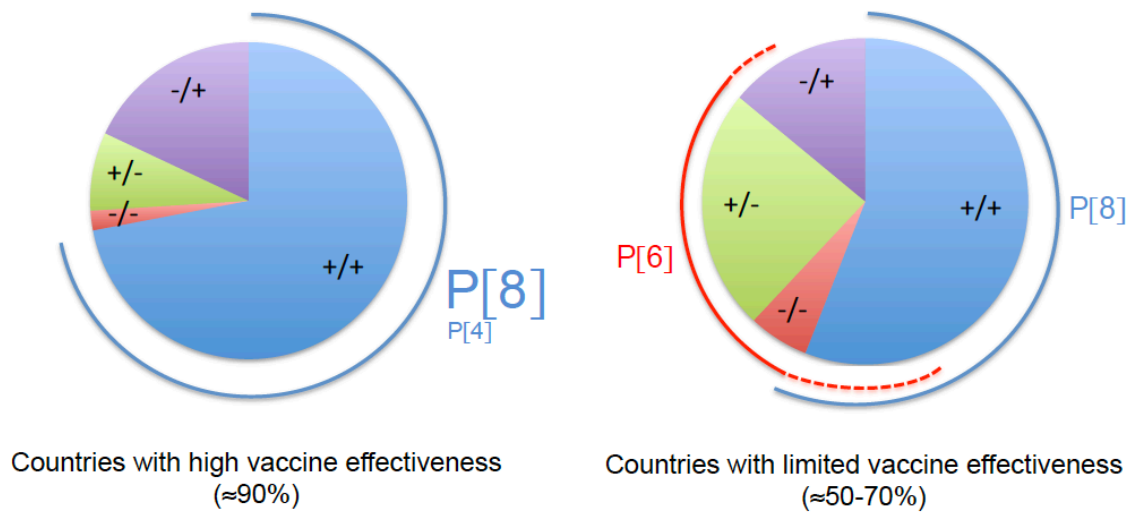 -/+
+/-
-/-
+/+
P[8]
P[4]
Countries with high vaccine effectiveness
(≈90%)
-/+
+/-
+/+
P[8]
P[6]
-/-
Countries with limited vaccine effectiveness
(≈50-70%)